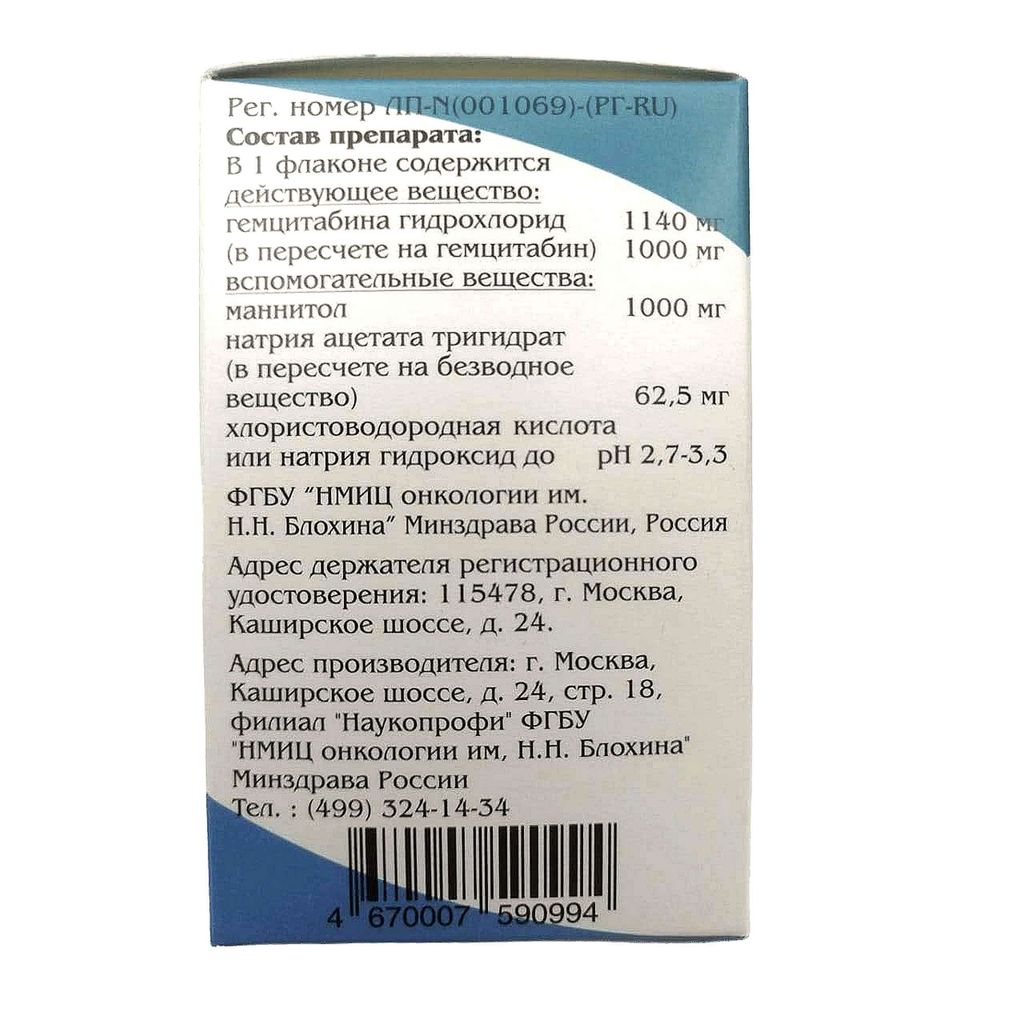 Рег. номер ЛП-N(001069)-(РГ-RU)
Состав препарата:
В 1 флаконе содержится
действующее вещество:
гемцитабина гидрохлорид 1140 мг
(в пересчете на гемцитабин) 1000 мг
вспомогательные вещества:
маннитол 1000 мг
натрия ацетата тригидрат
(в пересчете на безводное
вещество) 62,5 мг
хлористоводородная кислота
или натрия гидроксид до pH 2,7-3,3
ФГБУ "НМИЦ онкологии им.
Н.Н. Блохина" Минздрава России, Россия
Адрес держателя регистрационного
удостоверения: 115478, г. Москва,
Каширское шоссе, д. 24.
Адрес производителя: г. Москва,
Каширское шоссе, д. 24, стр. 18,
филиал "Наукопрофи" ФГБУ
"НМИЦ онкологии им, Н.Н. Блохина"
Минздрава России
Тел. : (499) 324-14-34
4 670007 590994